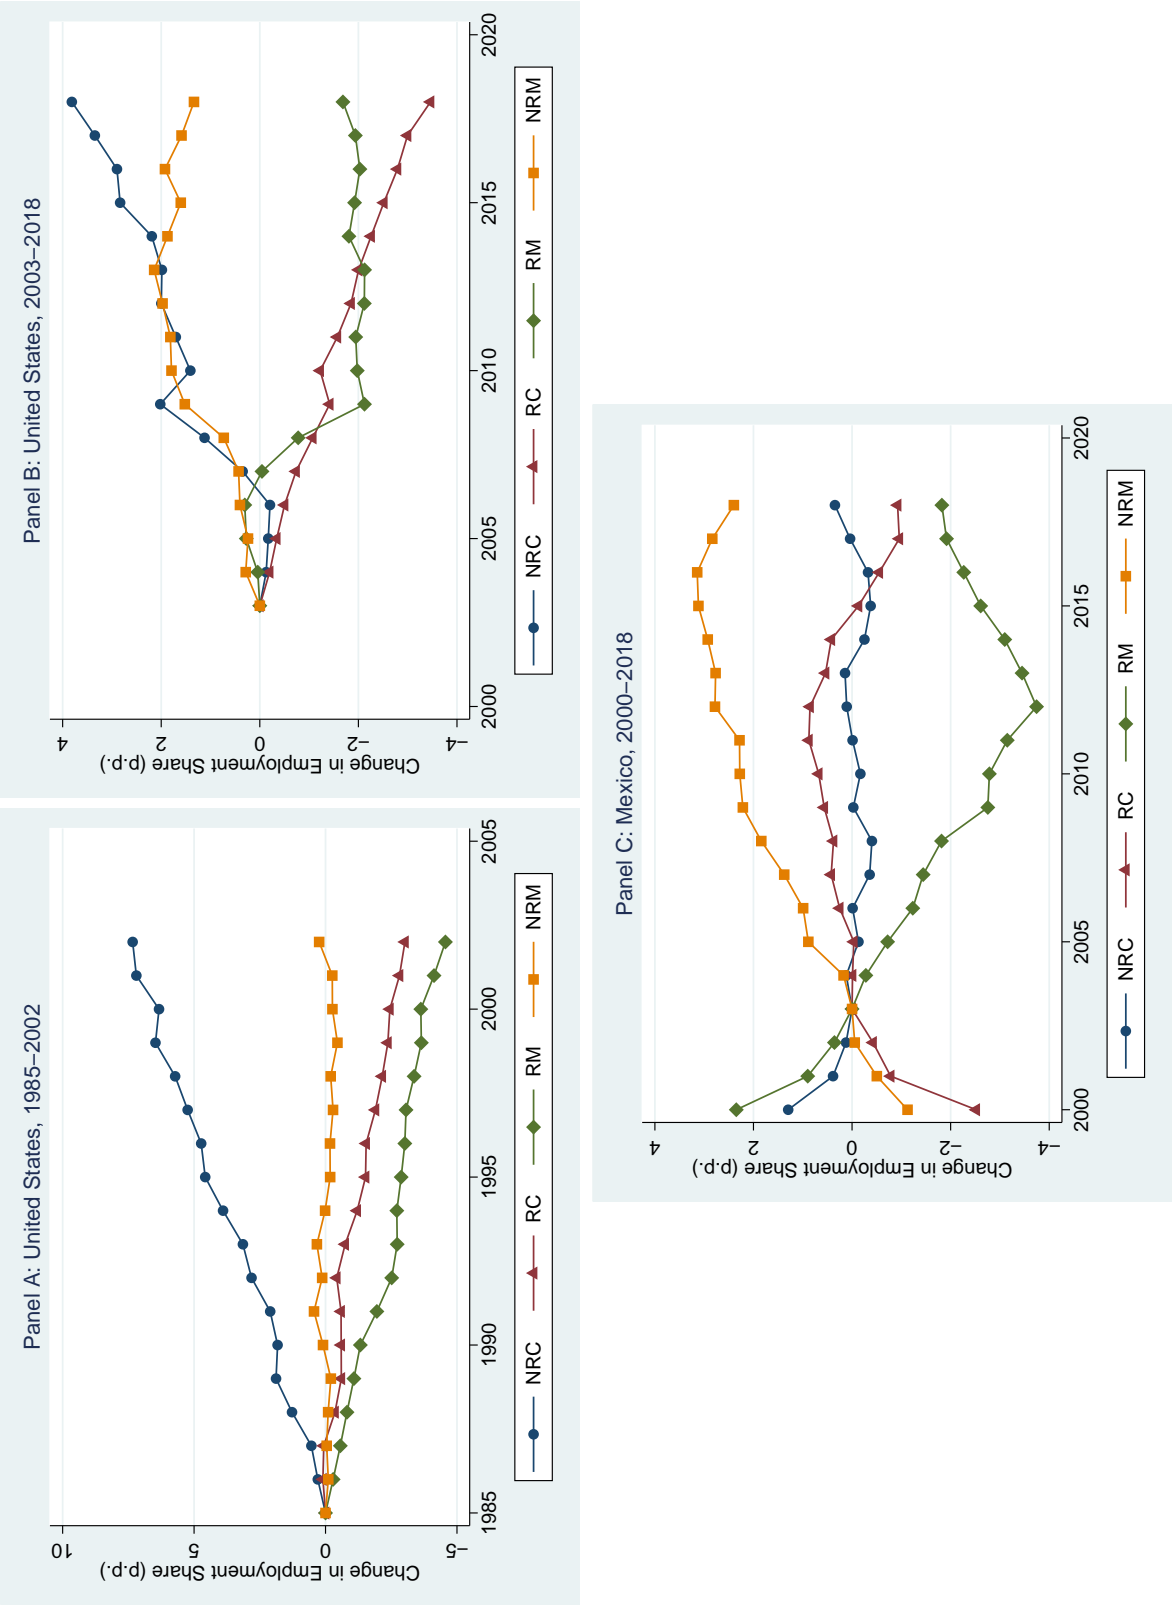 Panel A: United States, 1985–2002
Change in Employment Share (p.p.)
10
5
0
−5
1985
1990
1995
2000
2005
NRC
RC
RM
NRM
Panel B: United States, 2003–2018
Change in Employment Share (p.p.)
4
2
0
−2
−4
2000
2005
2010
2015
2020
NRC
RC
RM
NRM
Panel C: Mexico, 2000–2018
Change in Employment Share (p.p.)
4
2
0
−2
−4
2000
2005
2010
2015
2020
NRC
RC
RM
NRM